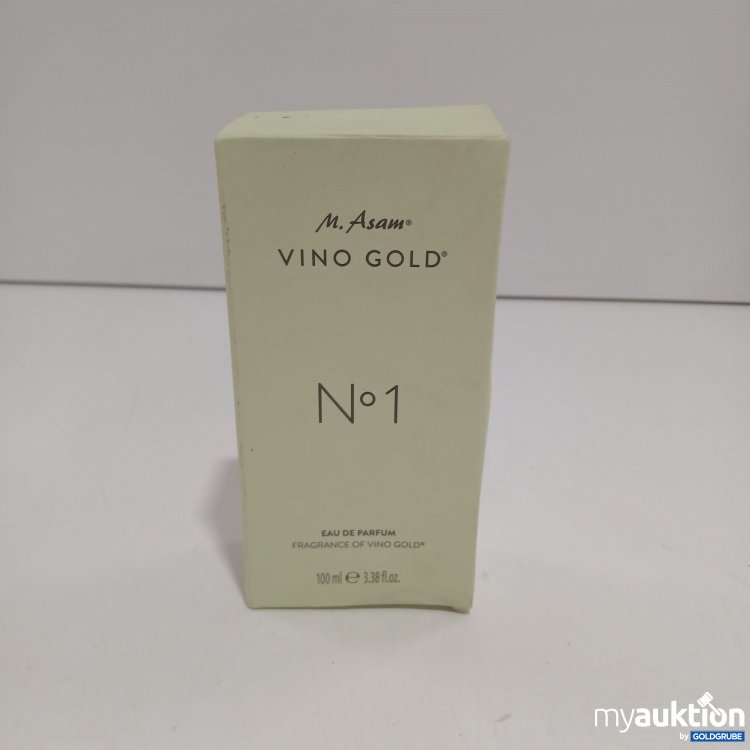 M. Asam®
VINO GOLD®
Nº1
EAU DE PARFUM
FRAGRANCE OF VINO GOLD®
100 ml ℮ 3.38 fl.oz.
myauktion
by GOLDGRUBE